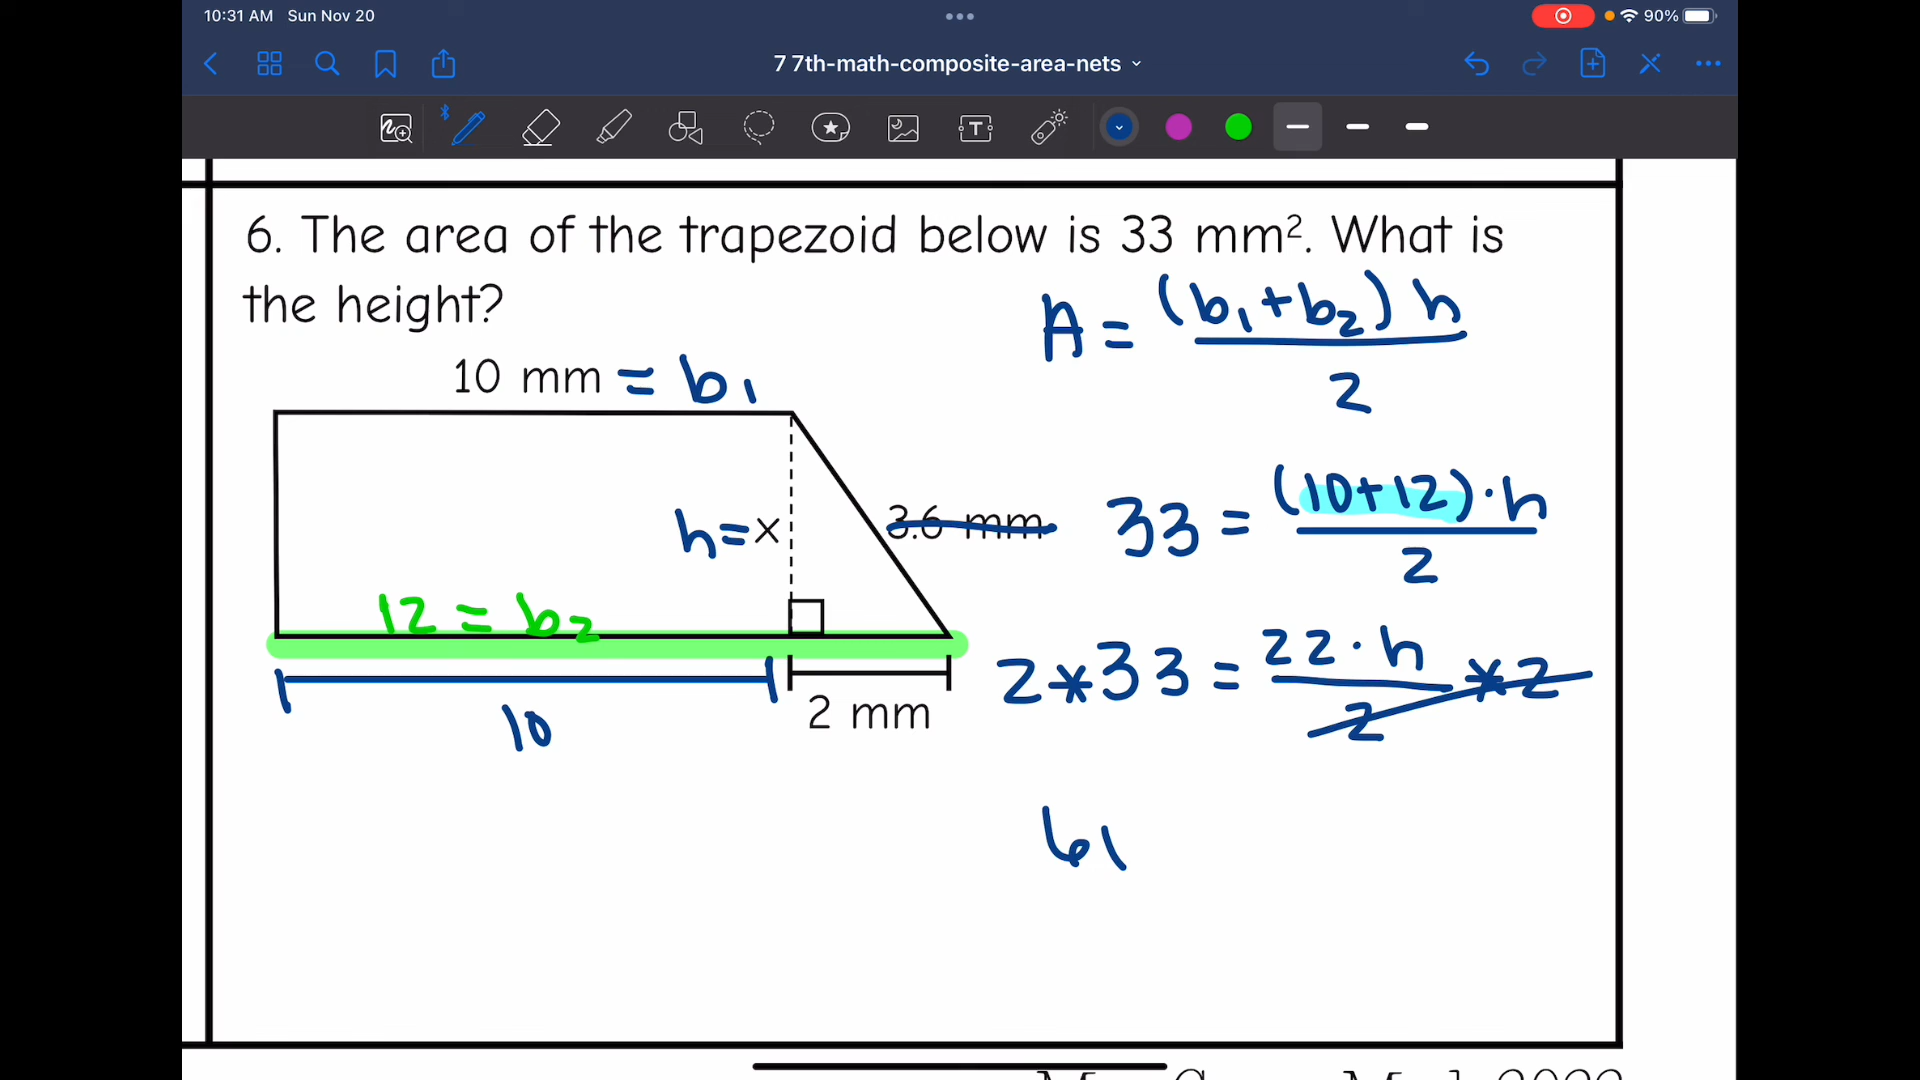 10:31 AM Sun Nov 20
90%
7 7th-math-composite-area-nets
T
6. The area of the trapezoid below is 33 mm². What is
the height?
A = (b₁+b₂) h / 2
10 mm = b₁
33 = (10+12)·h / 2
h = x
3.6 mm
12 = b₂
2*33 = 22·h / 2 *2
10
2 mm
61